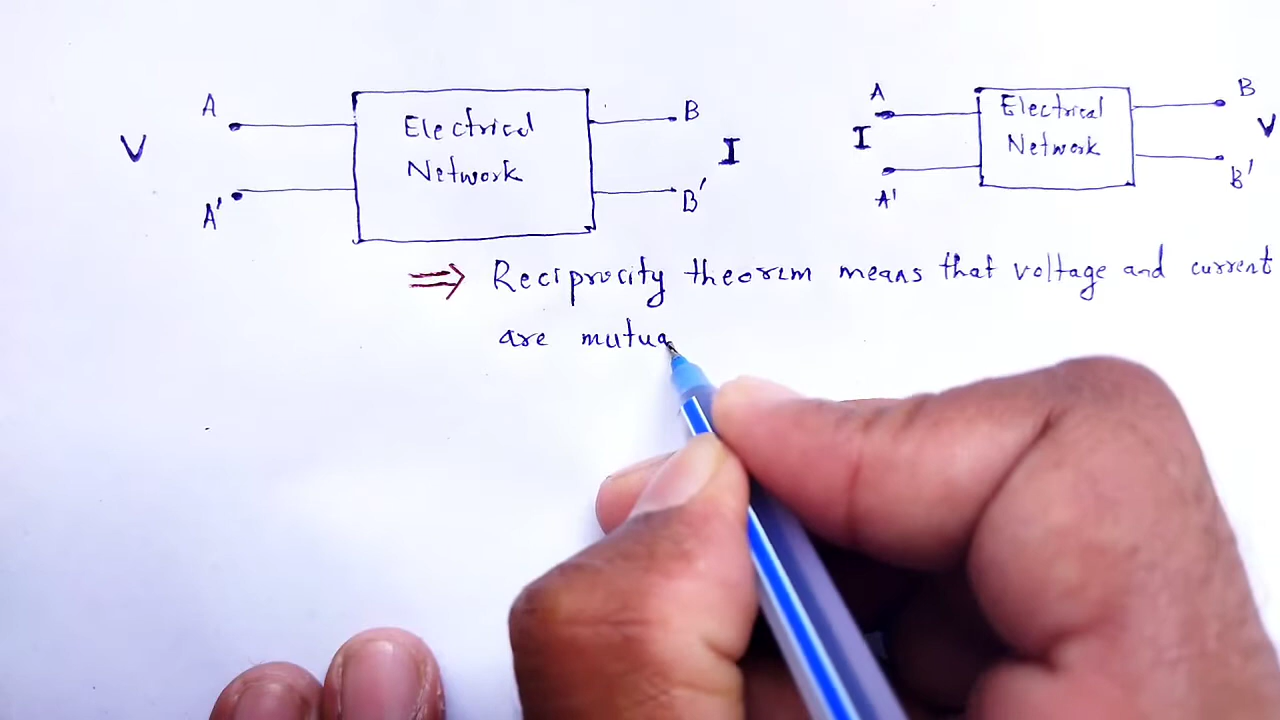 A
Electrical
Network
B
V
I
A'
B'
A
Electrical
Network
B
I
V
A'
B'
⇒ Reciprocity theorem means that voltage and current
are mutua